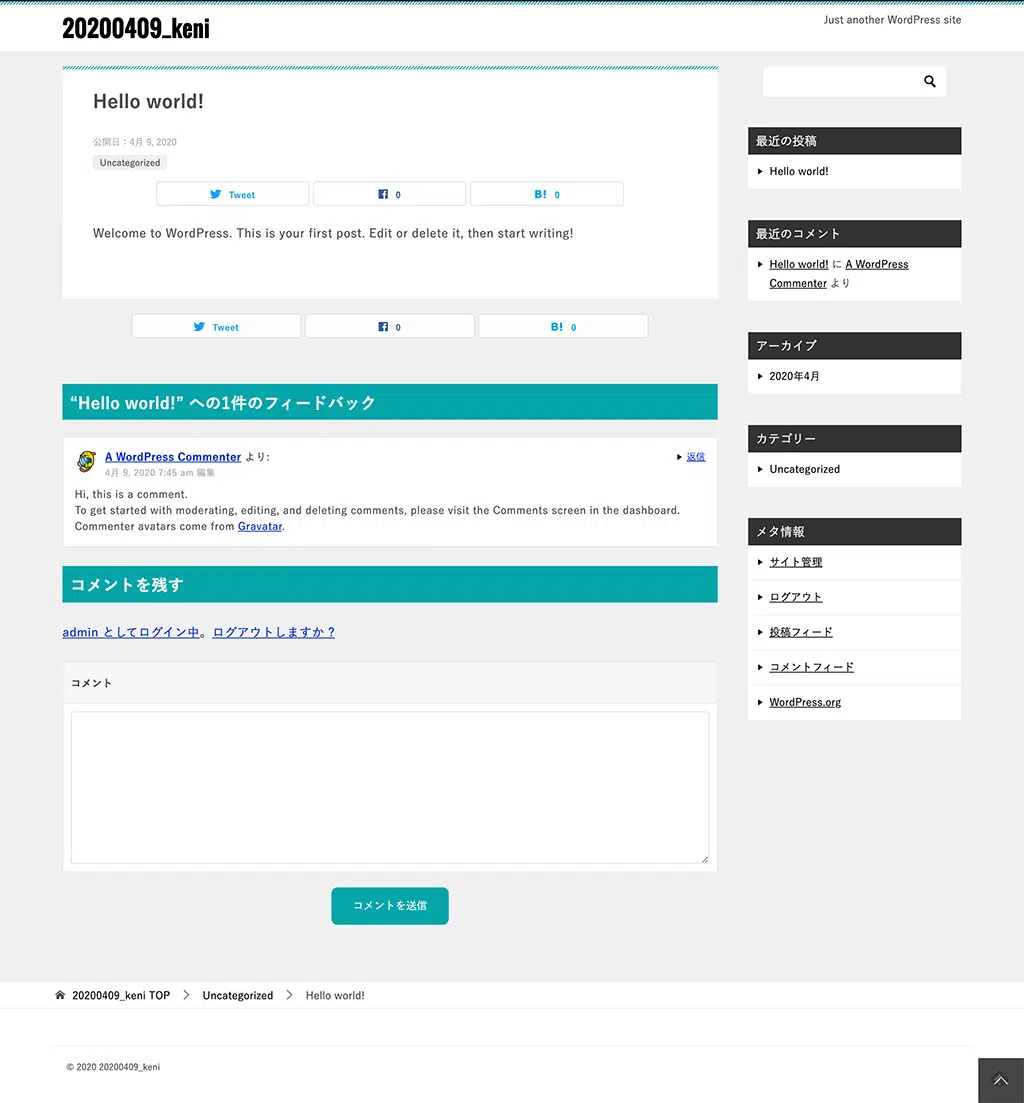 20200409_keni
Just another WordPress site
Hello world!
公開日：4月 9, 2020
Uncategorized
Tweet
0
B! 0
Welcome to WordPress. This is your first post. Edit or delete it, then start writing!
Tweet
0
B! 0
“Hello world!” への1件のフィードバック
A WordPress Commenter より:
返信
4月 9, 2020 7:45 am 編集
Hi, this is a comment.
To get started with moderating, editing, and deleting comments, please visit the Comments screen in the dashboard.
Commenter avatars come from Gravatar.
コメントを残す
admin としてログイン中。ログアウトしますか ?
コメント
コメントを送信
最近の投稿
Hello world!
最近のコメント
Hello world! に A WordPress
Commenter より
アーカイブ
2020年4月
カテゴリー
Uncategorized
メタ情報
サイト管理
ログアウト
投稿フィード
コメントフィード
WordPress.org
20200409_keni TOP
Uncategorized
Hello world!
© 2020 20200409_keni